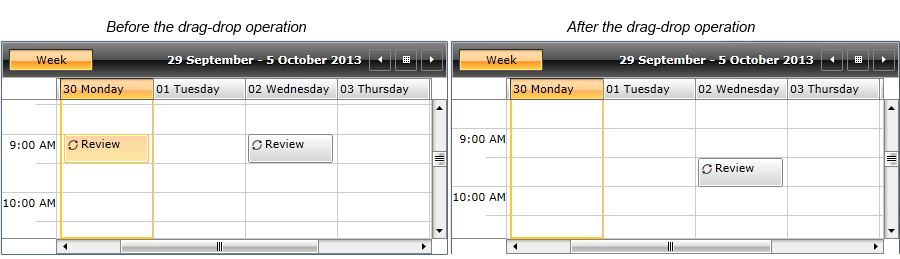 Before the drag-drop operation
Week
29 September - 5 October 2013
30 Monday 01 Tuesday 02 Wednesday 03 Thursday
9:00 AM Review Review
10:00 AM
After the drag-drop operation
Week
29 September - 5 October 2013
30 Monday 01 Tuesday 02 Wednesday 03 Thursday
9:00 AM
Review
10:00 AM